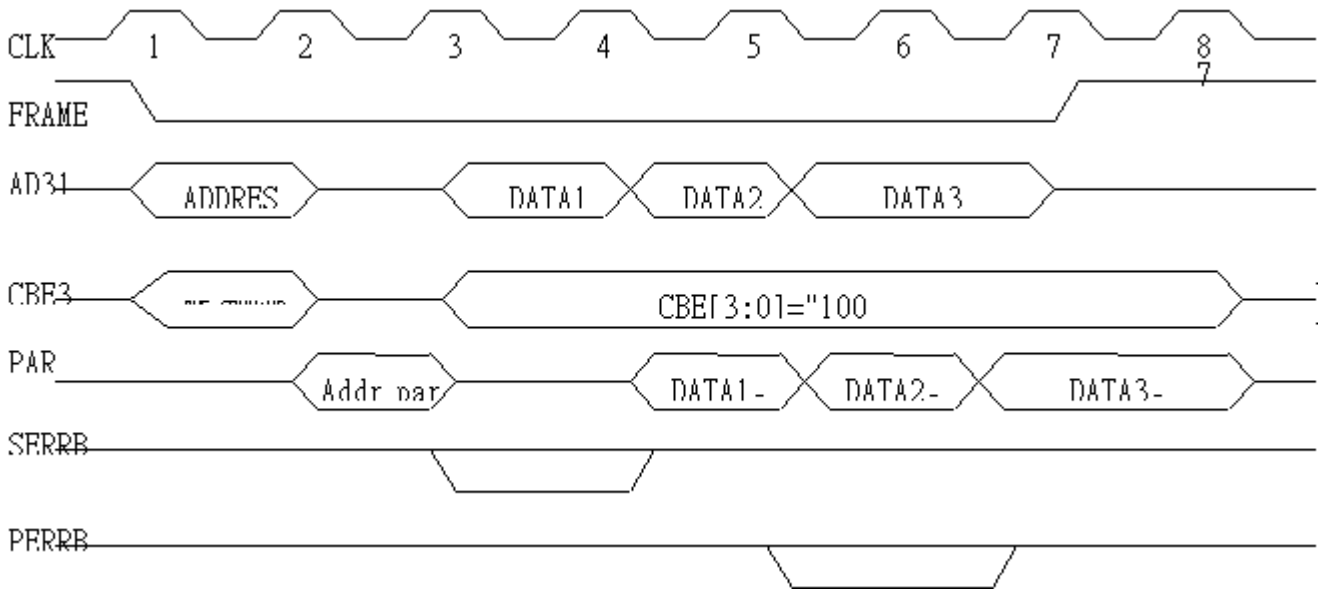 CLK 1 2 3 4 5 6 7 8
7
FRAME
AD31 ADDRES DATA1 DATA2 DATA3
CBE3 CBE[3:0]="100
PAR Addr par DATA1- DATA2- DATA3-
SERRB
PERRB